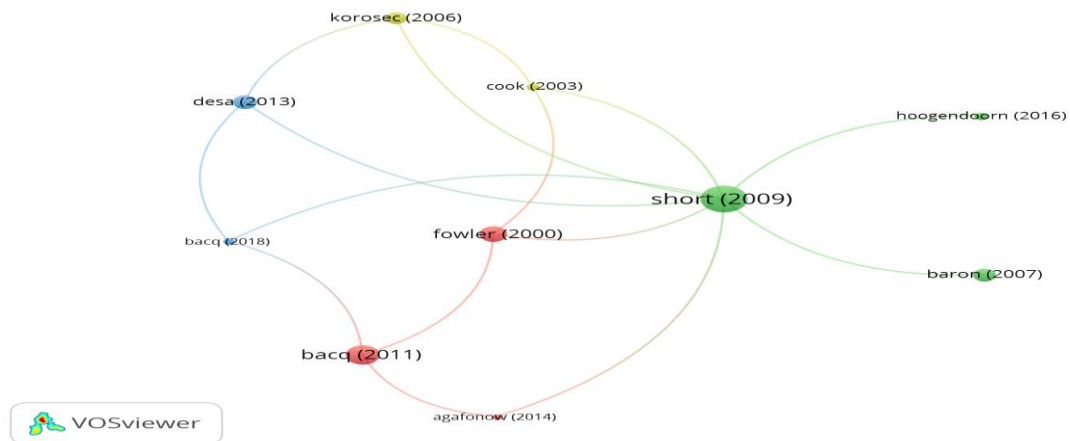 korosec (2006)
cook (2003)
desa (2013)
hoogendoorn (2016)
short (2009)
fowler (2000)
bacq (2018)
baron (2007)
bacq (2011)
agafonow (2014)
VOSviewer